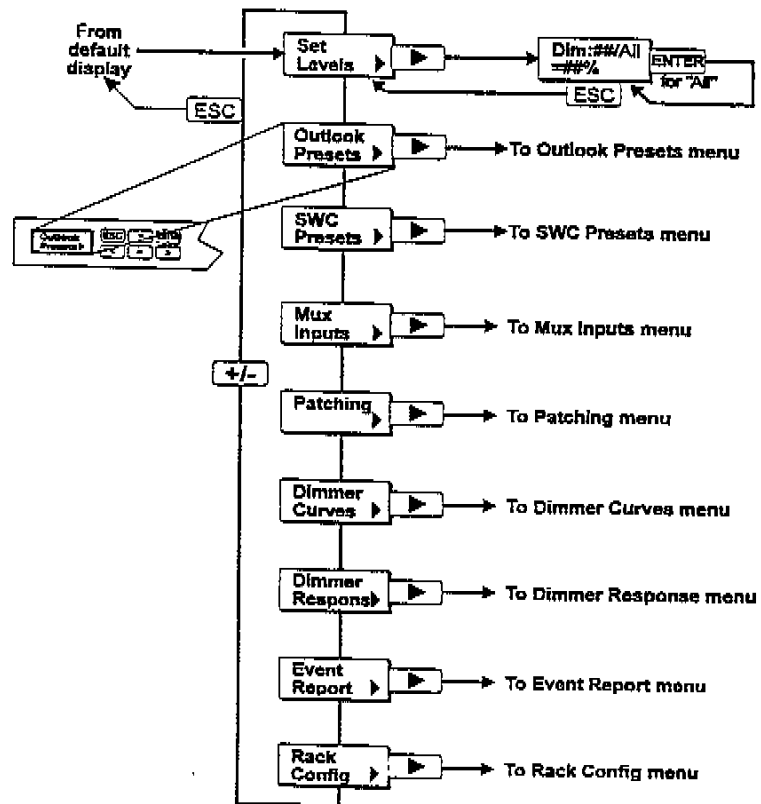 From
default
display
Set
Levels
Dim:##/All
=##%
ENTER
for "All"
ESC
ESC
Outlook
Presets
To Outlook Presets menu
Outlook
Presets
ESC
SWC
Presets
To SWC Presets menu
Mux
Inputs
To Mux Inputs menu
+/-
Patching
To Patching menu
Dimmer
Curves
To Dimmer Curves menu
Dimmer
Respons
To Dimmer Response menu
Event
Report
To Event Report menu
Rack
Config
To Rack Config menu